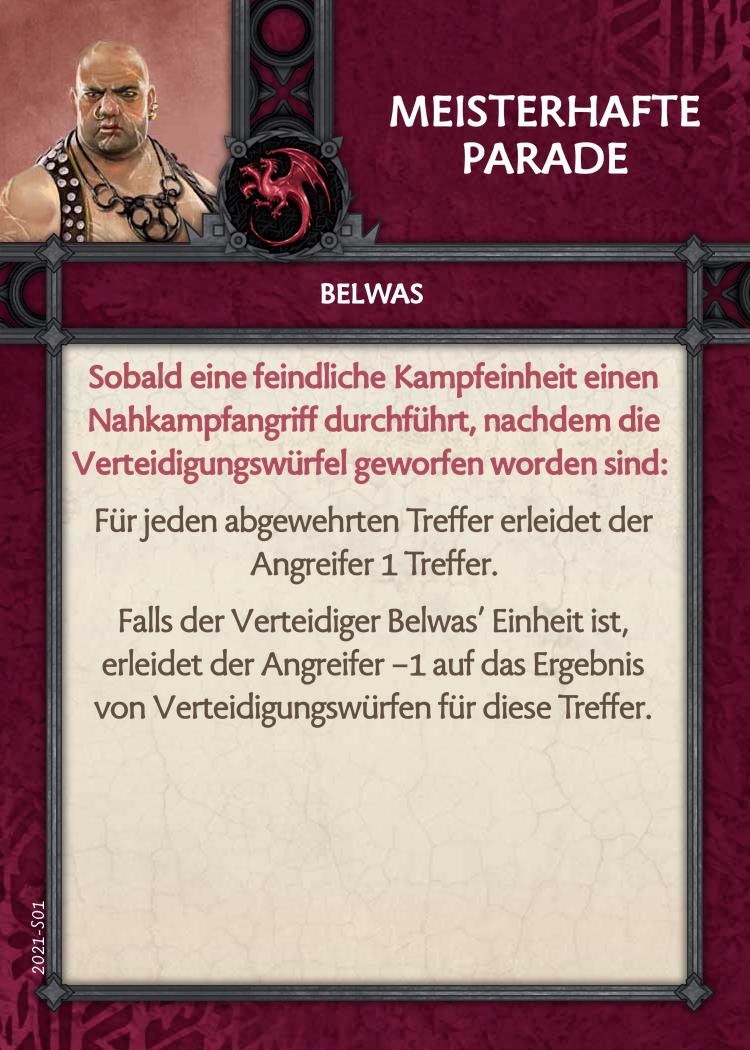 MEISTERHAFTE
PARADE
BELWAS
Sobald eine feindliche Kampfeinheit einen
Nahkampfangriff durchführt, nachdem die
Verteidigungswürfel geworfen worden sind:
Für jeden abgewehrten Treffer erleidet der
Angreifer 1 Treffer.
Falls der Verteidiger Belwas’ Einheit ist,
erleidet der Angreifer –1 auf das Ergebnis
von Verteidigungswürfen für diese Treffer.
2021-S01